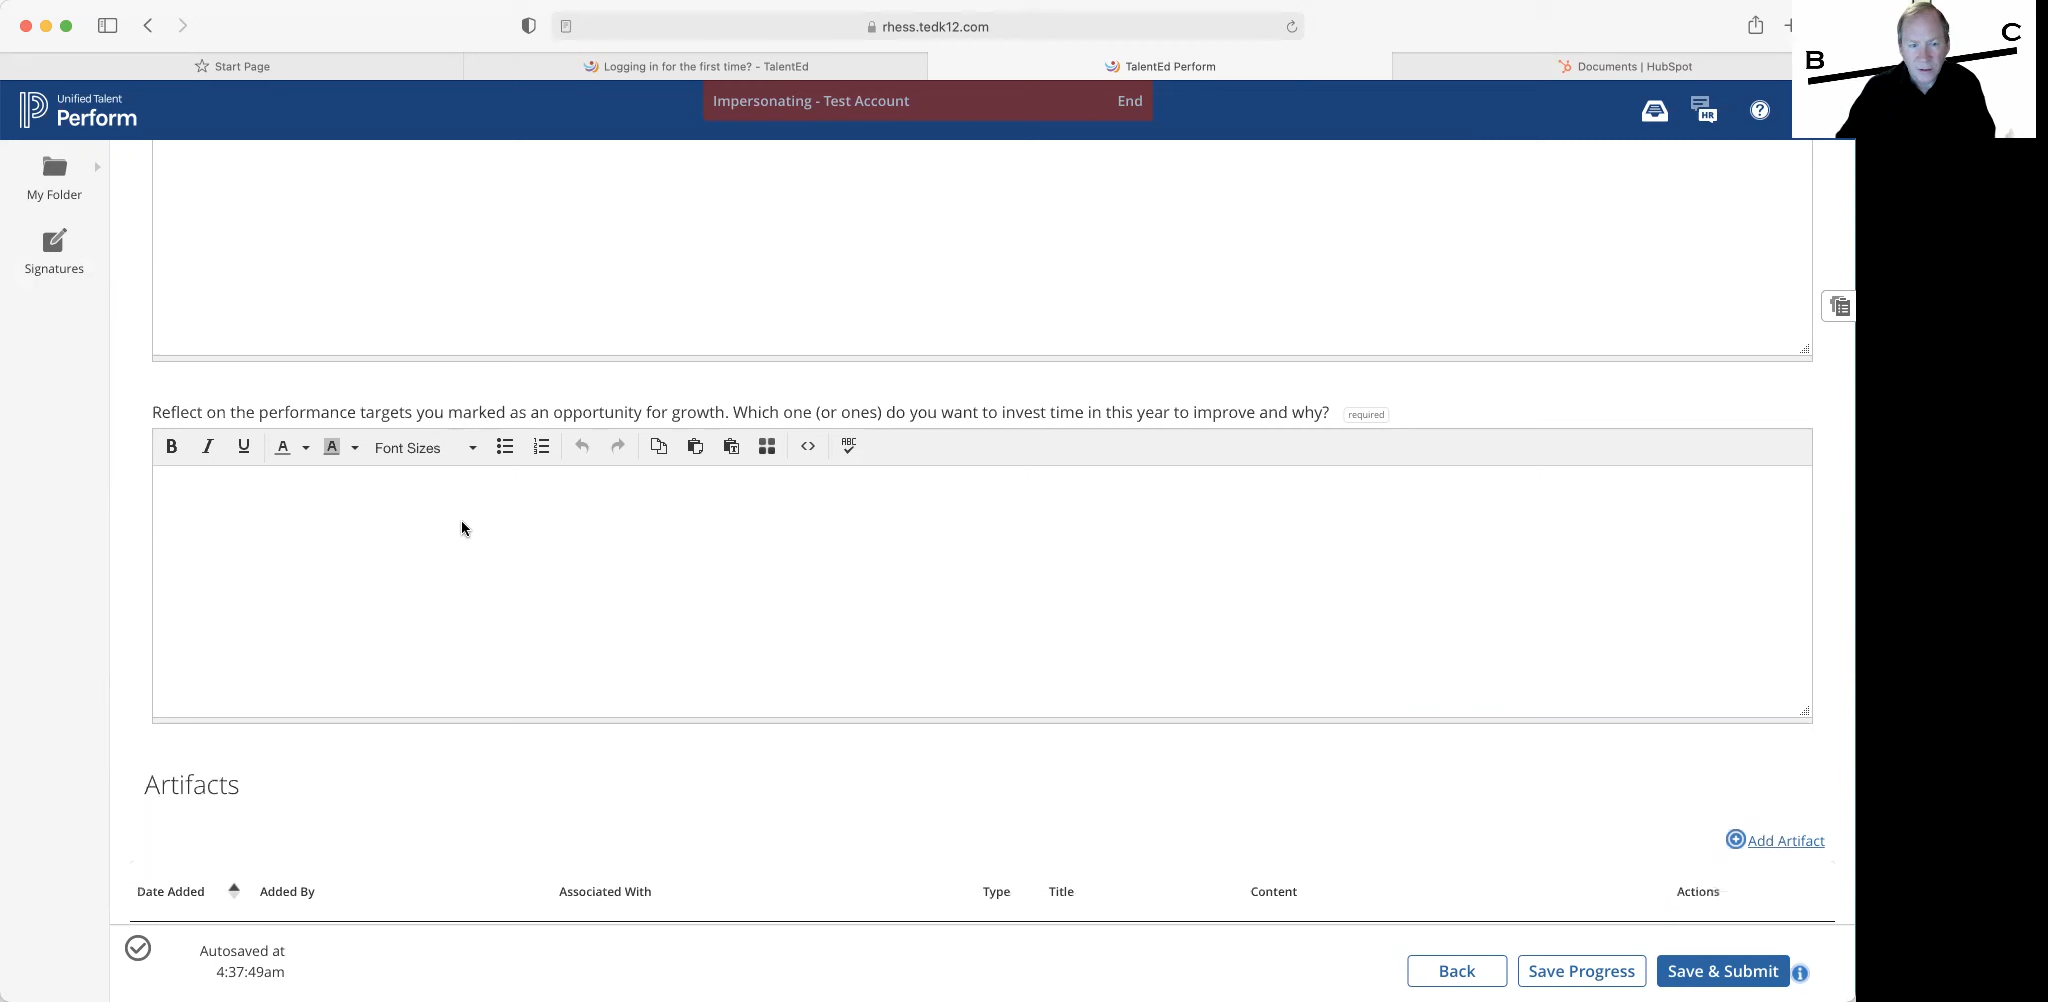 rhess.tedk12.com
Start Page
Logging in for the first time? - TalentEd
TalentEd Perform
Documents | HubSpot
B
C
Unified Talent
Perform
Impersonating - Test Account
End
HR
?
My Folder
Signatures
Reflect on the performance targets you marked as an opportunity for growth. Which one (or ones) do you want to invest time in this year to improve and why? required
B I U A A Font Sizes ABC
Artifacts
Add Artifact
Date Added Added By Associated With Type Title Content Actions
Autosaved at
4:37:49am
Back
Save Progress
Save & Submit